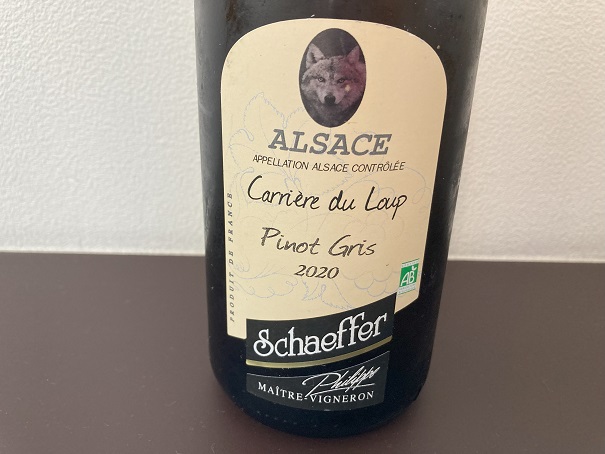 ALSACE
APPELLATION ALSACE CONTRÔLÉE
Carrière du Loup
Pinot Gris
2020
PRODUIT DE FRANCE
AB
Schaeffer
Philippe
MAÎTRE-VIGNERON